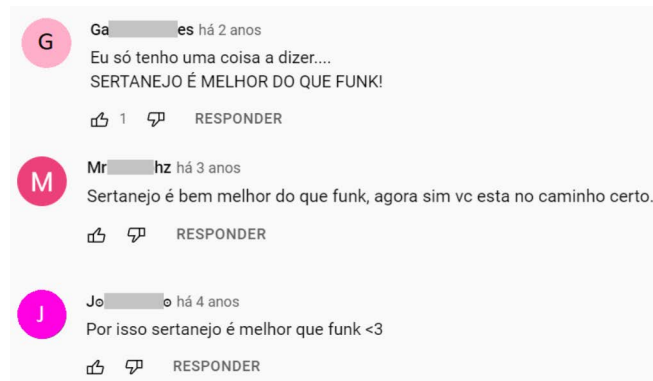 G
Ga es há 2 anos
Eu só tenho uma coisa a dizer....
SERTANEJO É MELHOR DO QUE FUNK!
1 RESPONDER
M
Mr hz há 3 anos
Sertanejo é bem melhor do que funk, agora sim vc esta no caminho certo.
RESPONDER
J
Jo o há 4 anos
Por isso sertanejo é melhor que funk <3
RESPONDER